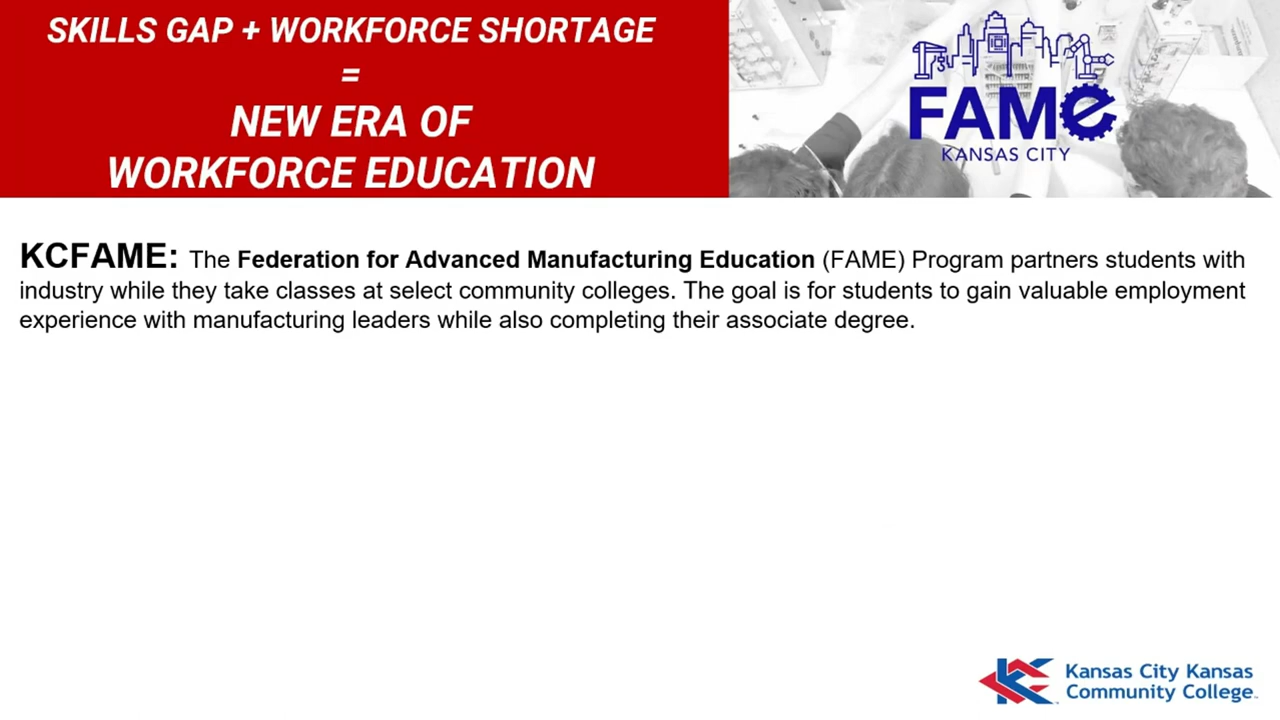 SKILLS GAP + WORKFORCE SHORTAGE
=
NEW ERA OF
WORKFORCE EDUCATION
FAMe
KANSAS CITY
KCFAME: The Federation for Advanced Manufacturing Education (FAME) Program partners students with
industry while they take classes at select community colleges. The goal is for students to gain valuable employment
experience with manufacturing leaders while also completing their associate degree.
Kansas City Kansas
Community College